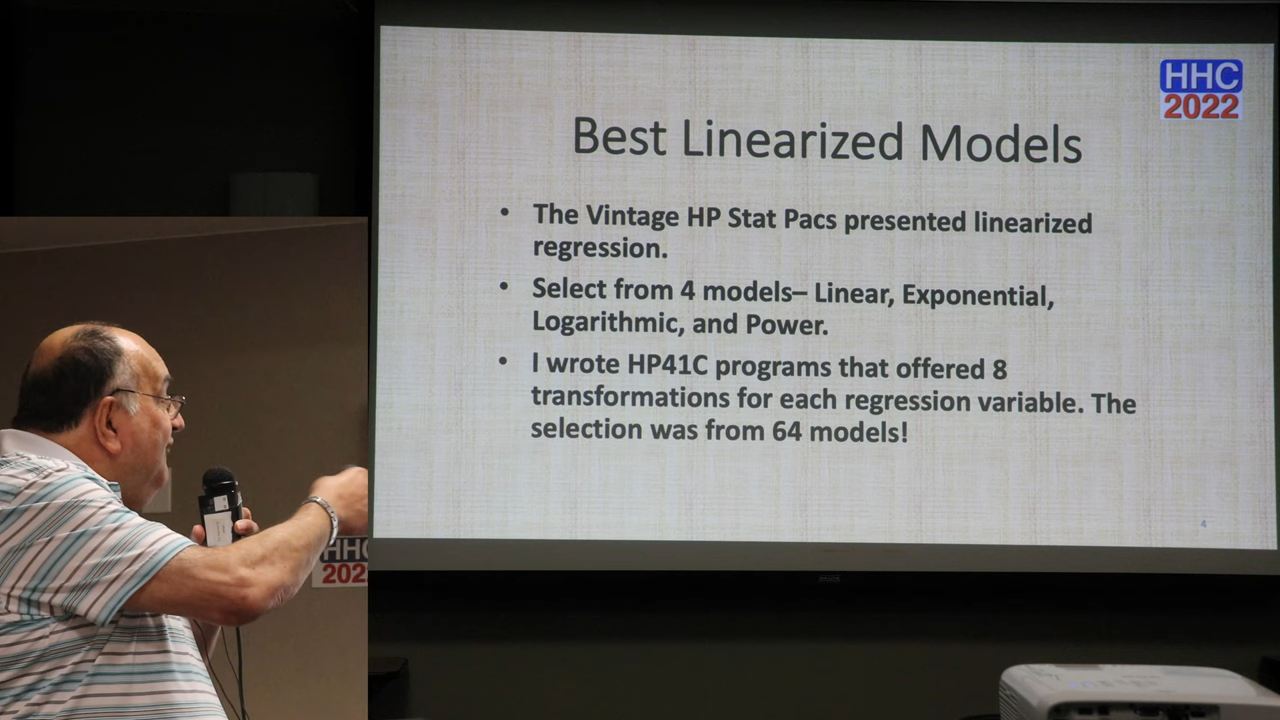 HHC
2022
Best Linearized Models
• The Vintage HP Stat Pacs presented linearized
regression.
• Select from 4 models– Linear, Exponential,
Logarithmic, and Power.
• I wrote HP41C programs that offered 8
transformations for each regression variable. The
selection was from 64 models!
4
HHC
202